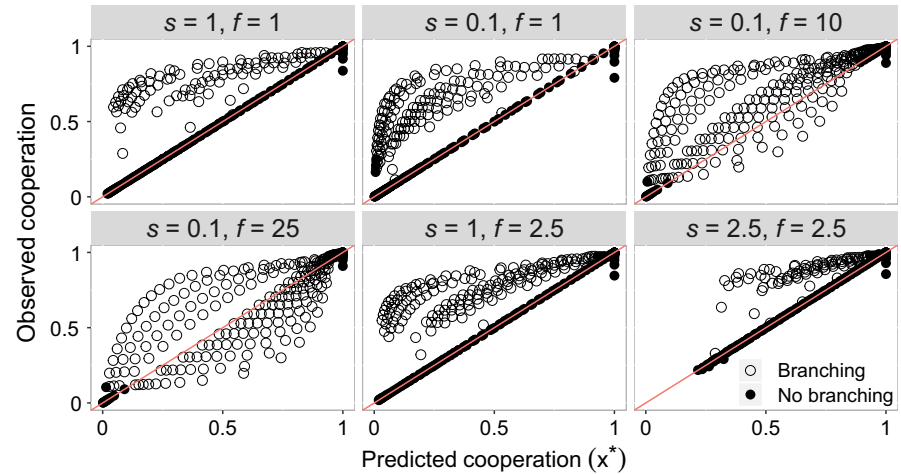 s = 1, f = 1
s = 0.1, f = 1
s = 0.1, f = 10
1
0.5
0
s = 0.1, f = 25
s = 1, f = 2.5
s = 2.5, f = 2.5
1
0.5
0
Observed cooperation
Branching
No branching
0 0.5 1
0 0.5 1
0 0.5 1
Predicted cooperation (x*)